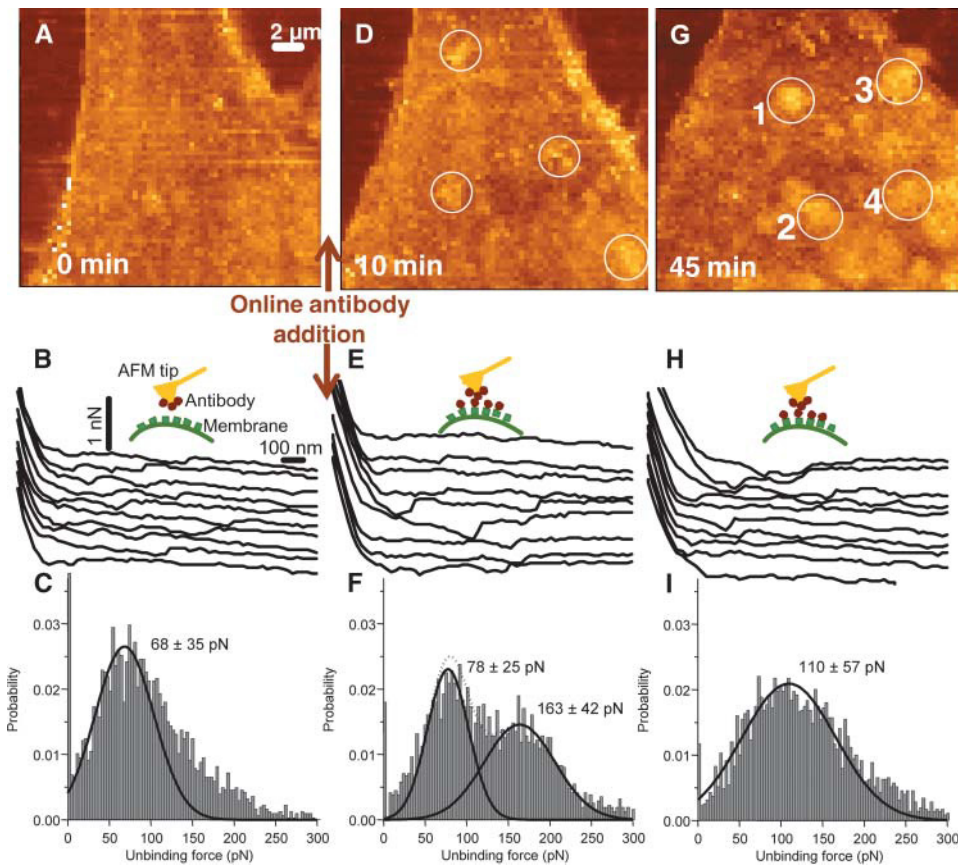 A
2 µm
0 min
D
10 min
G
1
3
2
4
45 min
Online antibody
addition
B
AFM tip
Antibody
Membrane
1 nN
100 nm
E
H
C
0.03
0.02
0.01
0.00
Probability
68 ± 35 pN
0 50 100 150 200 250 300
Unbinding force (pN)
F
0.03
0.02
0.01
0.00
Probability
78 ± 25 pN
163 ± 42 pN
0 50 100 150 200 250 300
Unbinding force (pN)
I
0.03
0.02
0.01
0.00
Probability
110 ± 57 pN
0 50 100 150 200 250 300
Unbinding force (pN)